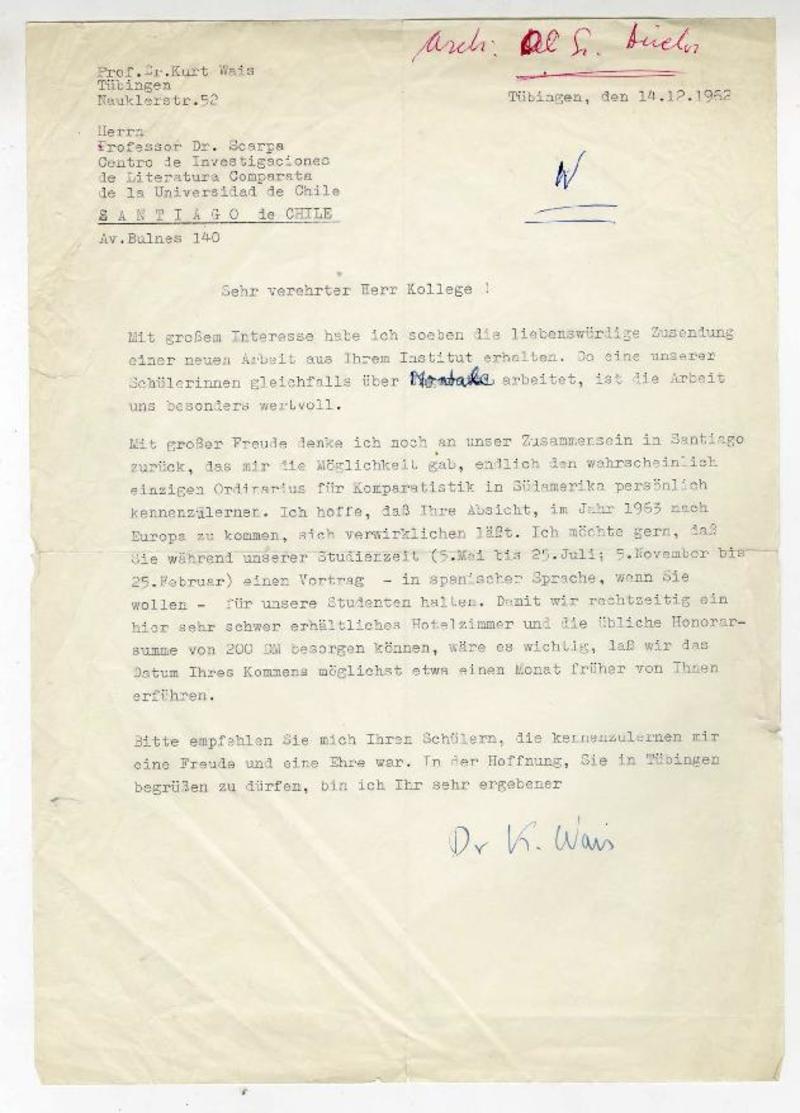 Arch: Al Sr.
Prof.Dr.Kurt Wais
Tübingen
Nauklerstr.52
Tübingen, den 14.12.1962
Herrn
Professor Dr. Scarpa
Centro de Investigaciones
de Literatura Comparata
de la Universidad de Chile
S A N T I A G O de CHILE
Av.Bulnes 140
N
Sehr verehrter Herr Kollege !
Mit großem Interesse habe ich soeben die liebenswürdige Zusendung
einer neuen Arbeit aus Ihrem Institut erhalten. Da eine unserer
Schülerinnen gleichfalls über Montale arbeitet, ist die Arbeit
uns besonders wertvoll.
Mit großer Freude denke ich noch an unser Zusammensein in Santiago
zurück, das mir die Möglichkeit gab, endlich den wahrscheinlich
einzigen Ordinarius für Komparatistik in Südamerika persönlich
kennenzulernen. Ich hoffe, daß Ihre Absicht, im Jahr 1963 nach
Europa zu kommen, sich verwirklichen läßt. Ich möchte gern, daß
Sie während unserer Studienzeit (5.Mai bis 25.Juli; 5.November bis
25.Februar) einen Vortrag - in spanischer Sprache, wenn Sie
wollen - für unsere Studenten halten. Damit wir rechtzeitig ein
hier sehr schwer erhältliches Hotelzimmer und die übliche Honorar-
summe von 200 DM besorgen können, wäre es wichtig, daß wir das
Datum Ihres Kommens möglichst etwa einen Monat früher von Ihnen
erführen.
Bitte empfehlen Sie mich Ihren Schülern, die kennenzulernen mir
eine Freude und eine Ehre war. In der Hoffnung, Sie in Tübingen
begrüßen zu dürfen, bin ich Ihr sehr ergebener
Dr K. Wais